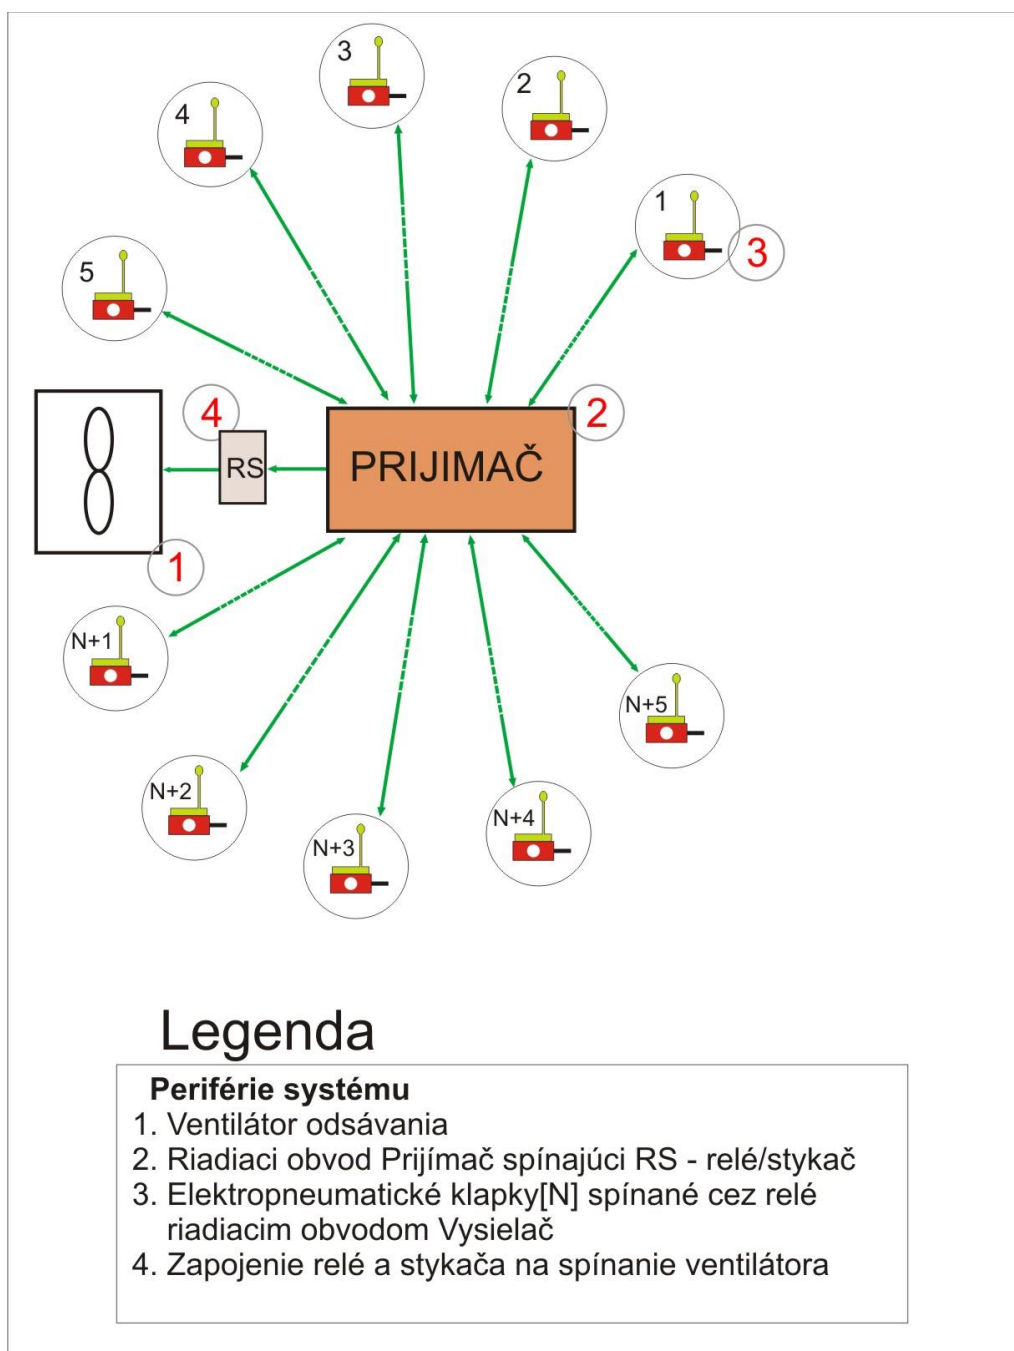 3
2
4
1
3
5
4
2
RS
PRIJIMAČ
1
N+1
N+5
N+2
N+4
N+3
Legenda
Periférie systému
1. Ventilátor odsávania
2. Riadiaci obvod Prijímač spínajúci RS - relé/stykač
3. Elektropneumatické klapky[N] spínané cez relé
riadiacim obvodom Vysielač
4. Zapojenie relé a stykača na spínanie ventilátora